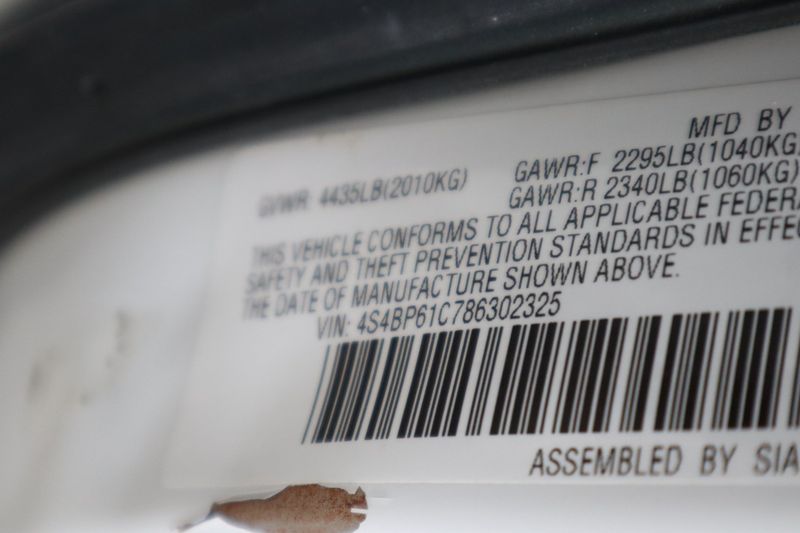 MFD BY
GVWR: 4435LB(2010KG) GAWR:F 2295LB(1040KG)
GAWR:R 2340LB(1060KG)
THIS VEHICLE CONFORMS TO ALL APPLICABLE FEDERA
SAFETY AND THEFT PREVENTION STANDARDS IN EFFE
THE DATE OF MANUFACTURE SHOWN ABOVE.
VIN: 4S4BP61C786302325
ASSEMBLED BY SIA